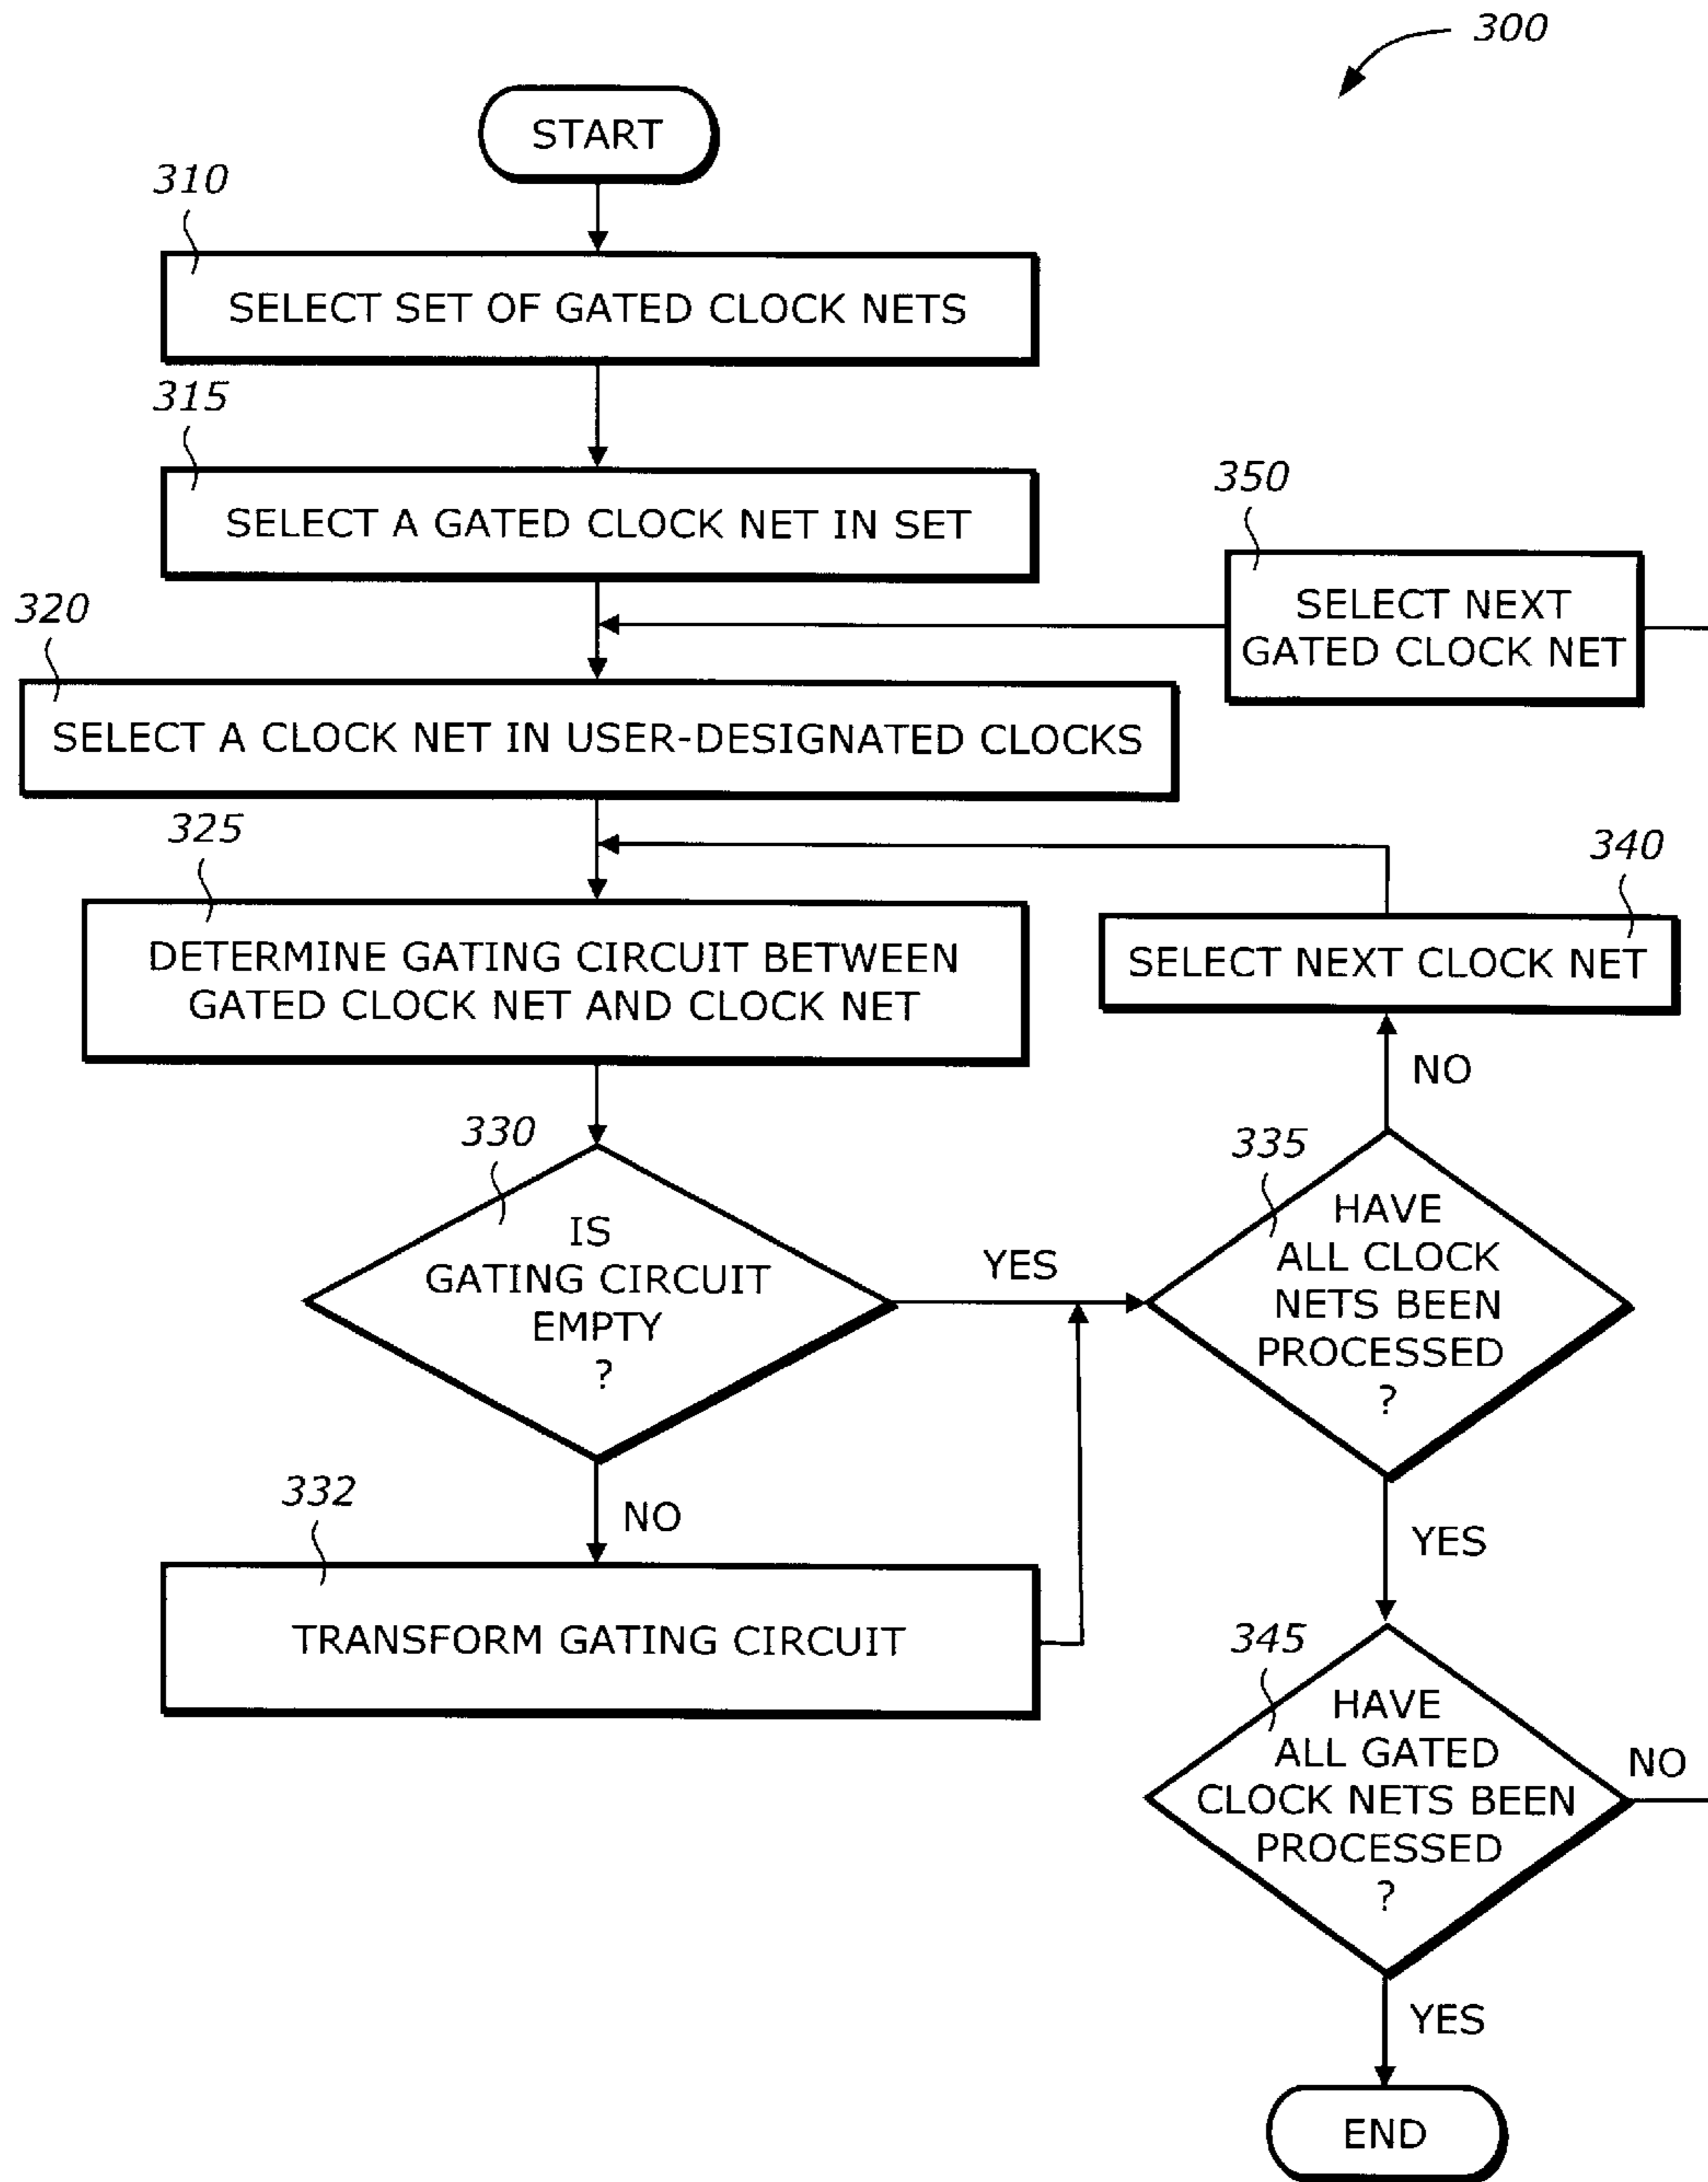 300
START
310
SELECT SET OF GATED CLOCK NETS
315
SELECT A GATED CLOCK NET IN SET
350
SELECT NEXT
GATED CLOCK NET
320
SELECT A CLOCK NET IN USER-DESIGNATED CLOCKS
325
DETERMINE GATING CIRCUIT BETWEEN
GATED CLOCK NET AND CLOCK NET
340
SELECT NEXT CLOCK NET
NO
330
IS
GATING CIRCUIT
EMPTY
?
YES
335
HAVE
ALL CLOCK
NETS BEEN
PROCESSED
?
NO
332
TRANSFORM GATING CIRCUIT
YES
345
HAVE
ALL GATED
CLOCK NETS BEEN
PROCESSED
?
NO
YES
END